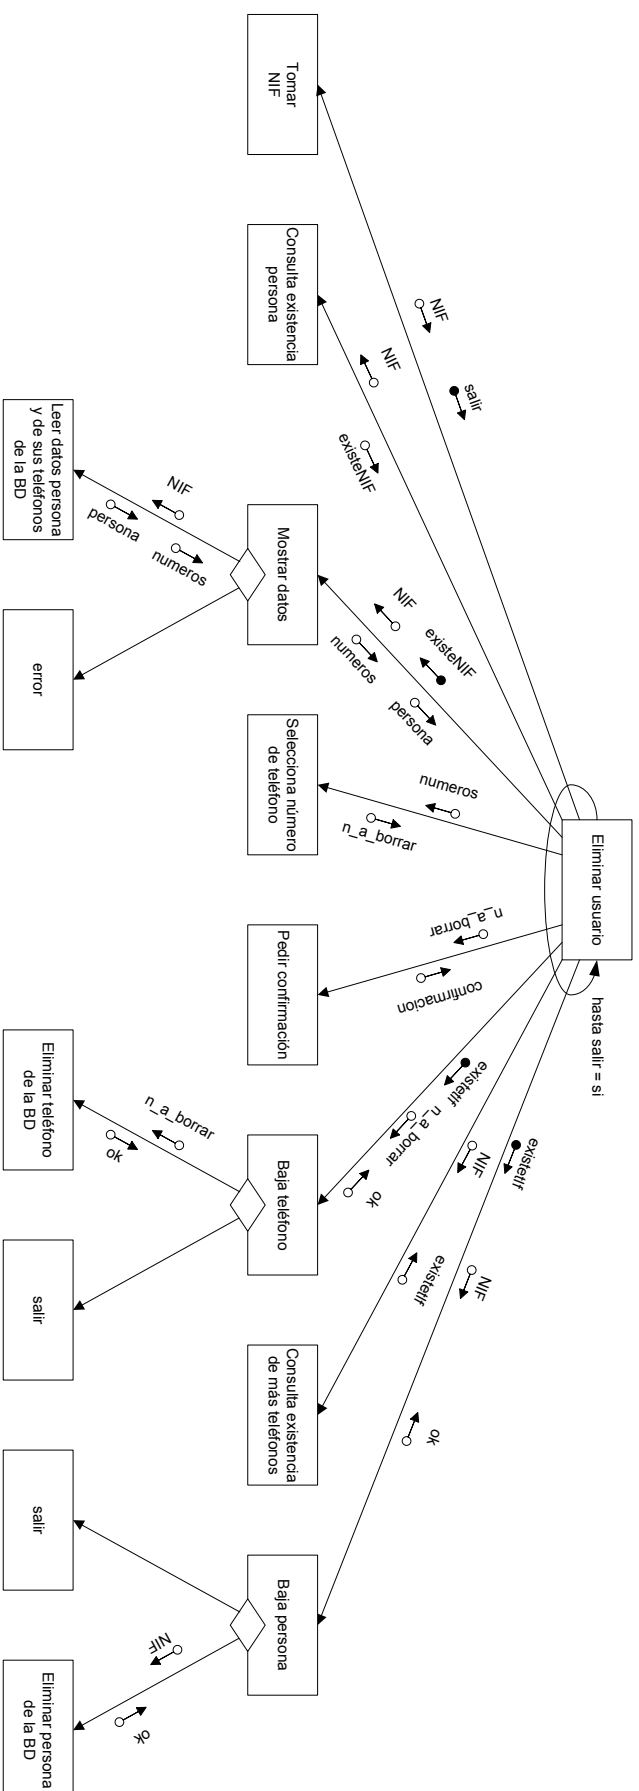 Eliminar usuario
hasta salir = si
NIF
salir
NIF
existeNIF
NIF
existeNIF
numeros
persona
numeros
n_a_borrar
n_a_borrar
confirmacion
existetlf
n_a_borrar
ok
NIF
existetlf
existetlf
NIF
ok
Tomar
NIF
Consulta existencia
persona
Mostrar datos
Selecciona número
de teléfono
Pedir confirmación
Baja teléfono
Consulta existencia
de más teléfonos
Baja persona
NIF
persona
numeros
n_a_borrar
ok
NIF
ok
Leer datos persona
y de sus teléfonos
de la BD
error
Eliminar teléfono
de la BD
salir
salir
Eliminar persona
de la BD